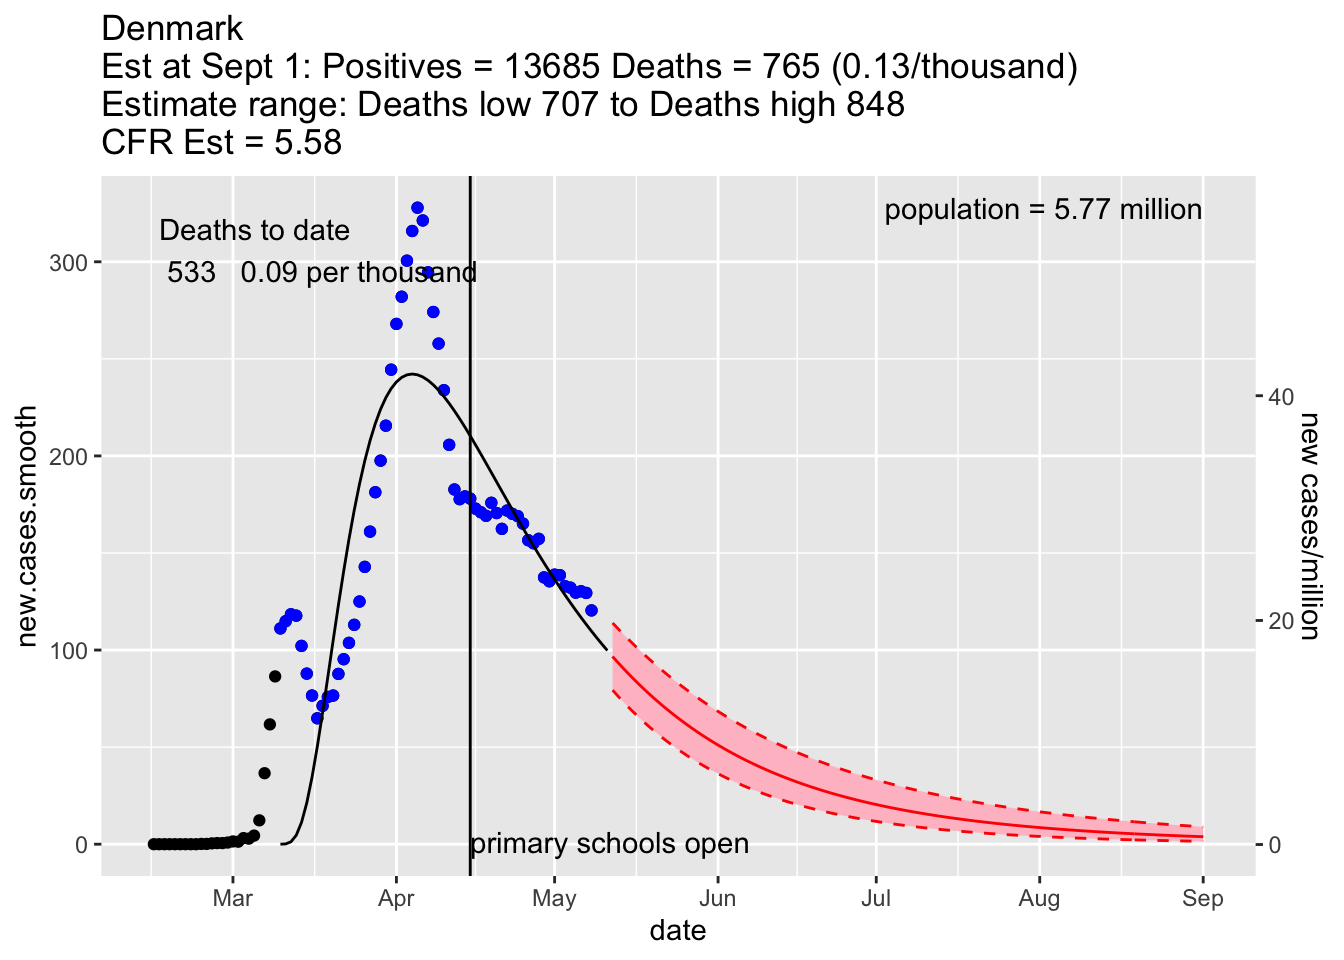 Denmark
Est at Sept 1: Positives = 13685 Deaths = 765 (0.13/thousand)
Estimate range: Deaths low 707 to Deaths high 848
CFR Est = 5.58
population = 5.77 million
Deaths to date
533 0.09 per thousand
300
200
100
0
new.cases.smooth
40
20
0
new cases/million
primary schools open
Mar Apr May Jun Jul Aug Sep
date